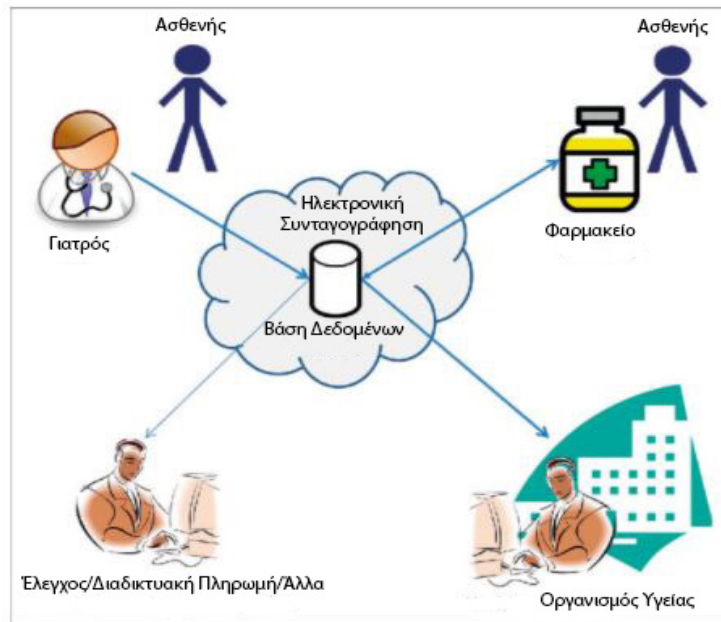 Ασθενής
Ασθενής
Γιατρός
Ηλεκτρονική
Συνταγογράφηση
Φαρμακείο
Βάση Δεδομένων
Έλεγχος/Διαδικτυακή Πληρωμή/Άλλα
Οργανισμός Υγείας